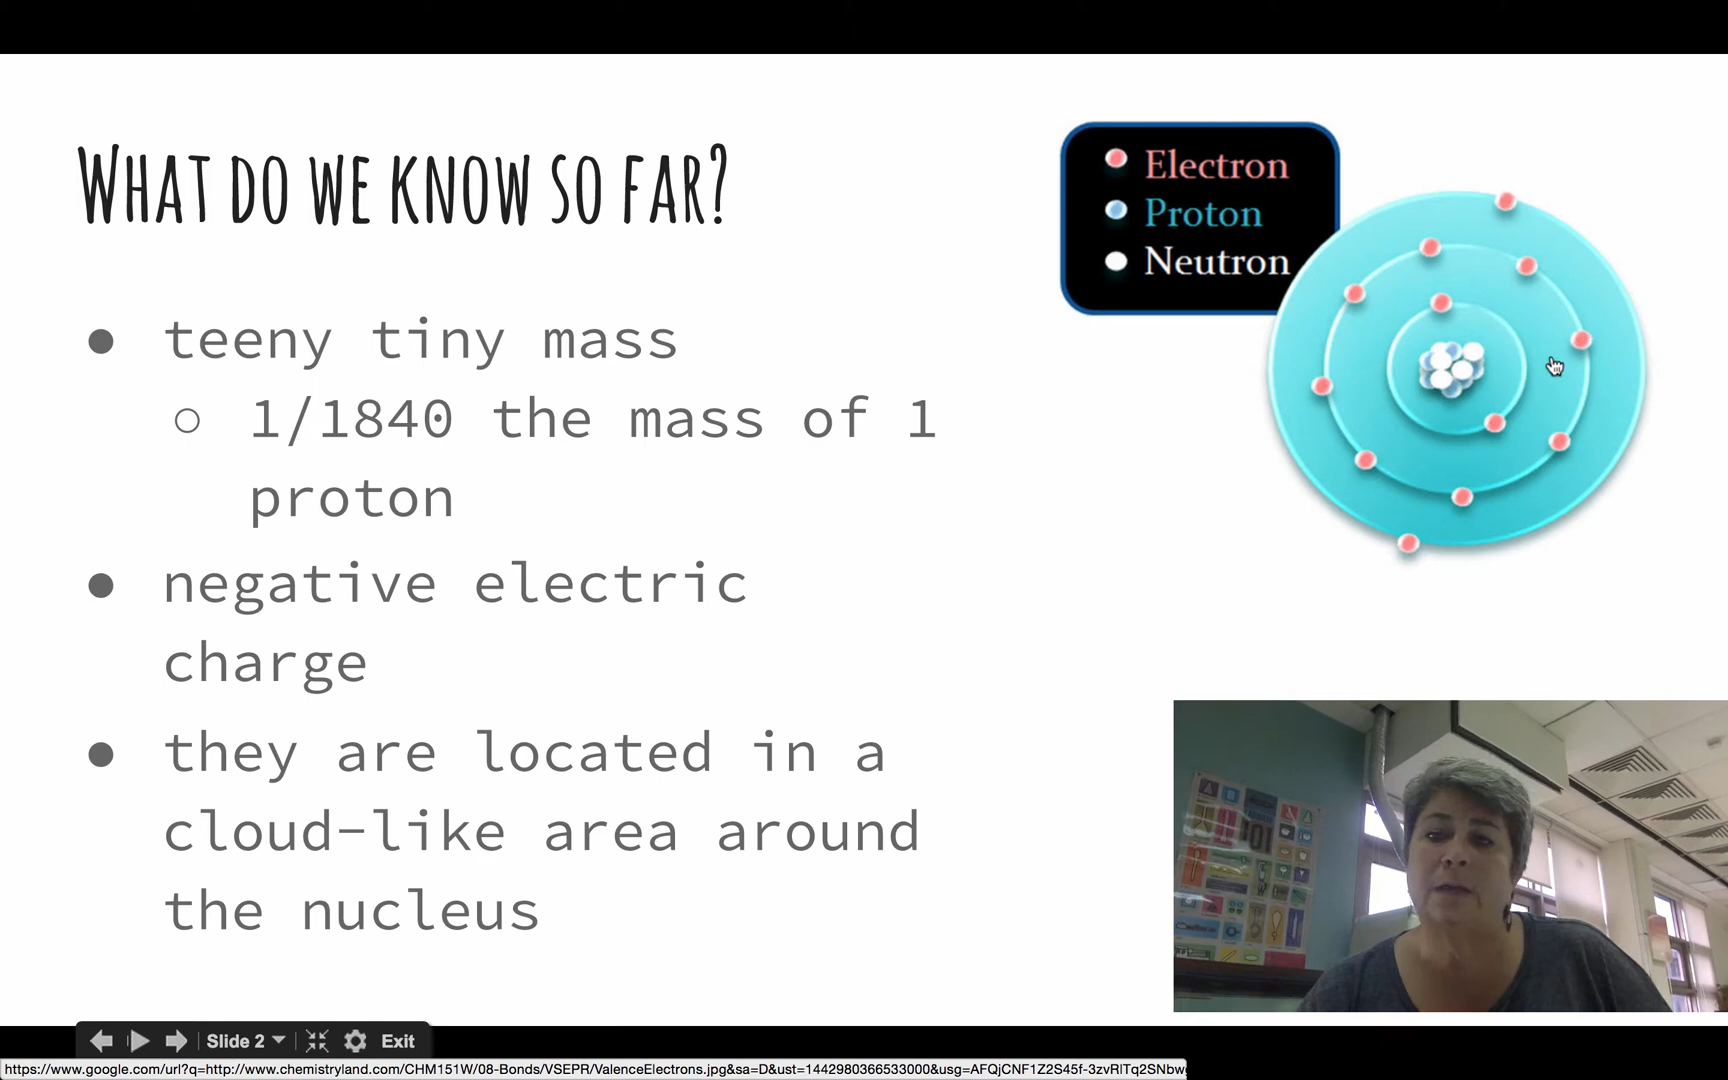 WHAT DO WE KNOW SO FAR?
● teeny tiny mass
○ 1/1840 the mass of 1
proton
● negative electric
charge
● they are located in a
cloud-like area around
the nucleus
Electron
Proton
Neutron
Slide 2
Exit
https://www.google.com/url?q=http://www.chemistryland.com/CHM151W/08-Bonds/VSEPR/ValenceElectrons.jpg&sa=D&ust=1442980366533000&usg=